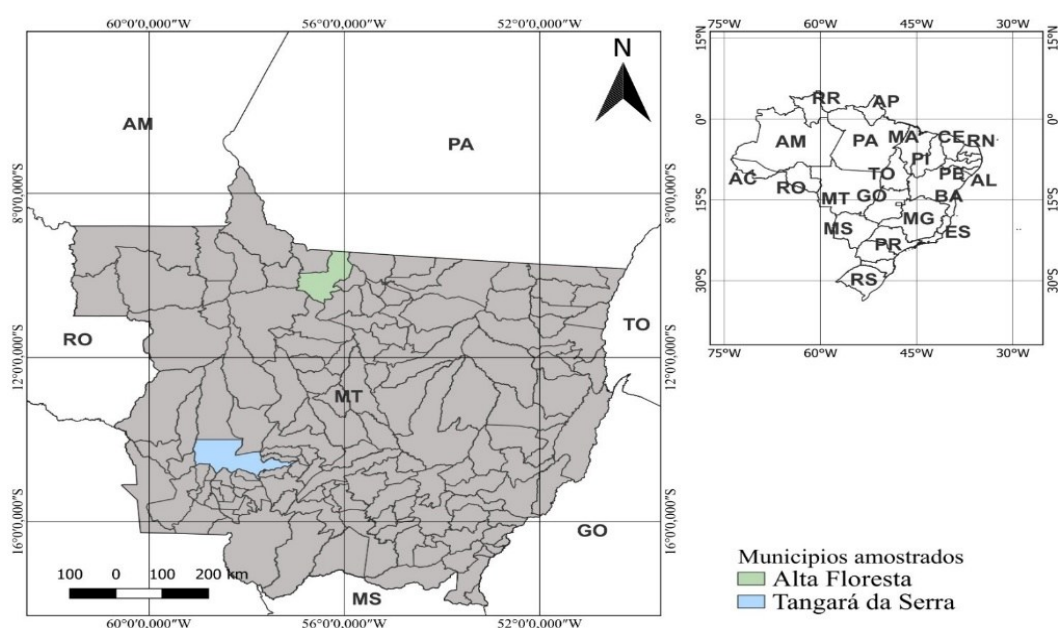 60°0'0,000"W 56°0'0,000"W 52°0'0,000"W
N
AM
PA
8°0'0,000"S
8°0'0,000"S
RO
TO
12°0'0,000"S
12°0'0,000"S
MT
16°0'0,000"S
16°0'0,000"S
GO
100 0 100 200 km
MS
60°0'0,000"W 56°0'0,000"W 52°0'0,000"W
75°W 60°W 45°W 30°W
15°N
15°N
RR AP
0°
0°
AM PA MA CE RN
PI
AC RO TO PE AL
MT GO BA
15°S
15°S
MS MG ES
PR
RS
30°S
30°S
75°W 60°W 45°W 30°W
Municipios amostrados
Alta Floresta
Tangará da Serra